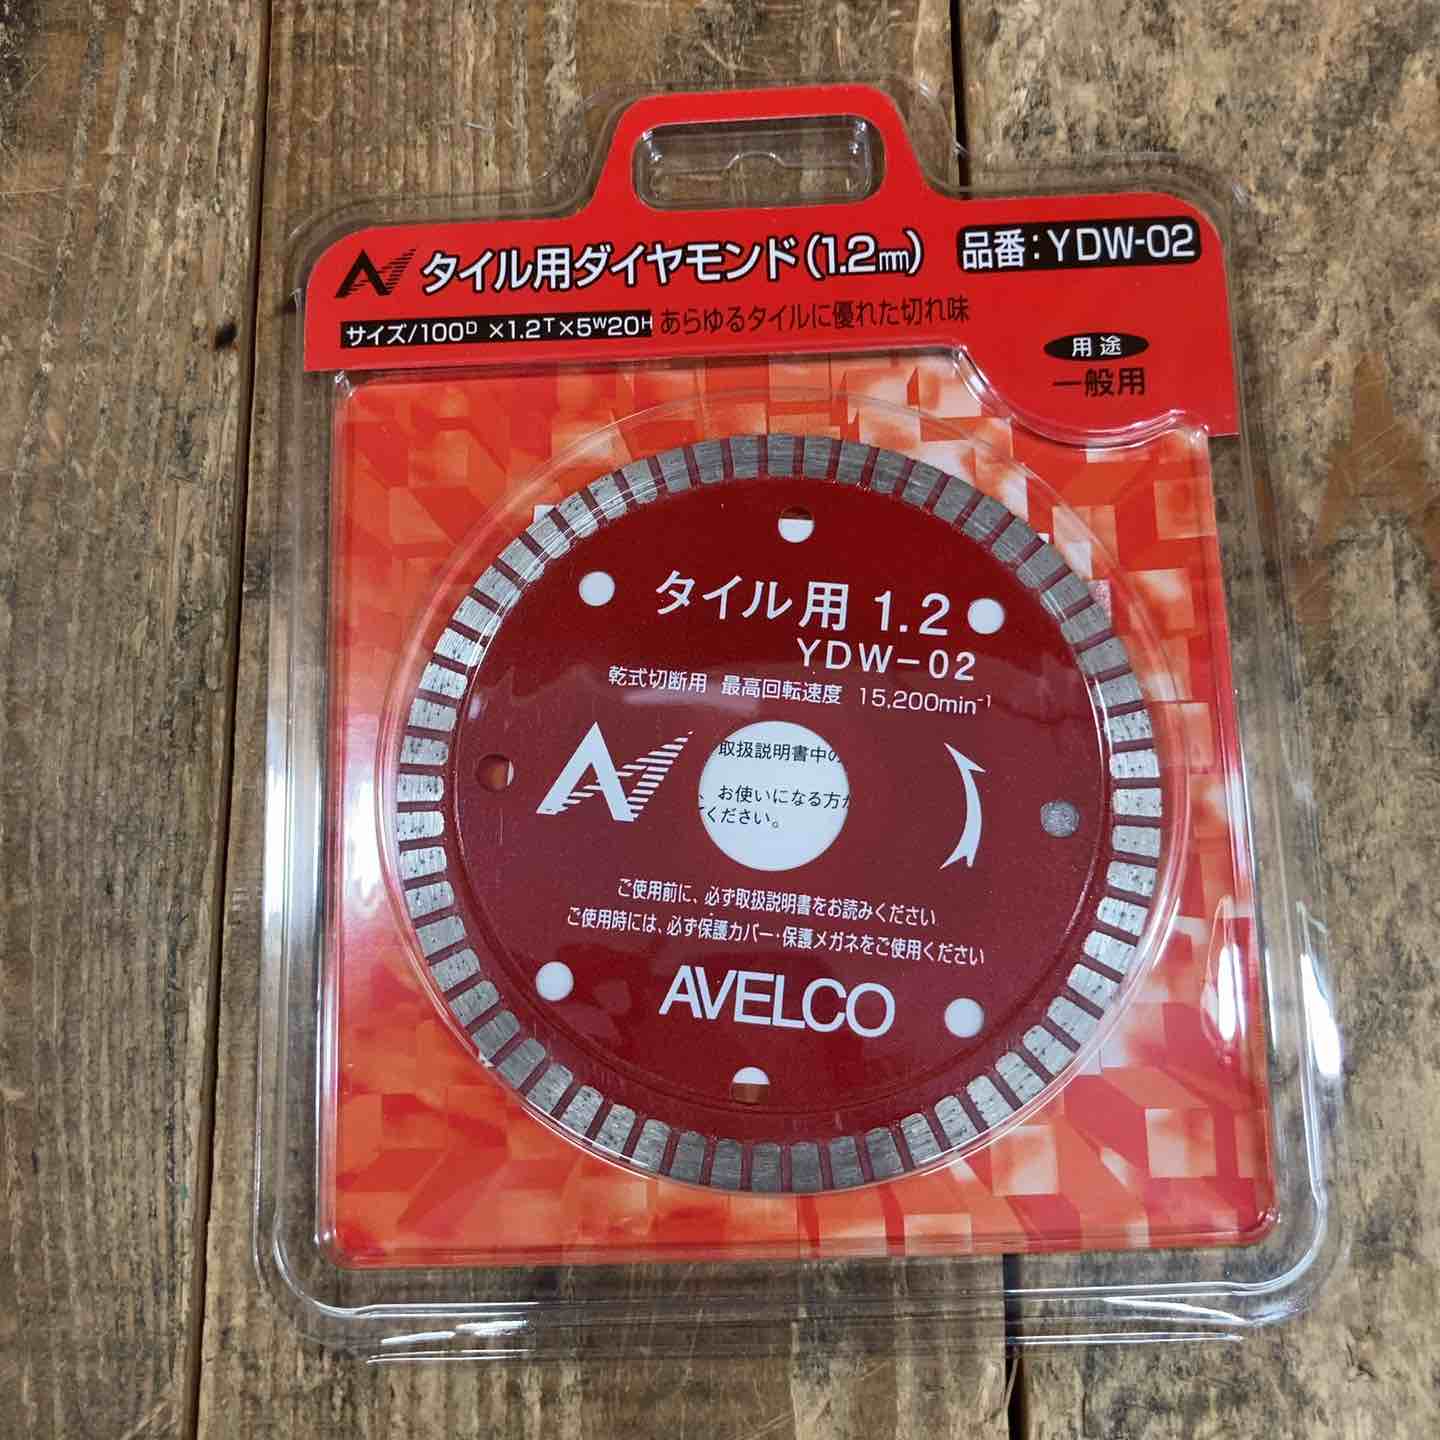 タイル用ダイヤモンド(1.2㎜)
品番:YDW-02
サイズ/100ᴰ ×1.2ᵀ×5ᵂ20ᴴ
あらゆるタイルに優れた切れ味
用途
一般用
タイル用 1.2
YDW-02
乾式切断用 最高回転速度 15,200min⁻¹
取扱説明書中の
お使いになる方が
ください。
ご使用前に、必ず取扱説明書をお読みください
ご使用時には、必ず保護カバー・保護メガネをご使用ください
AVELCO